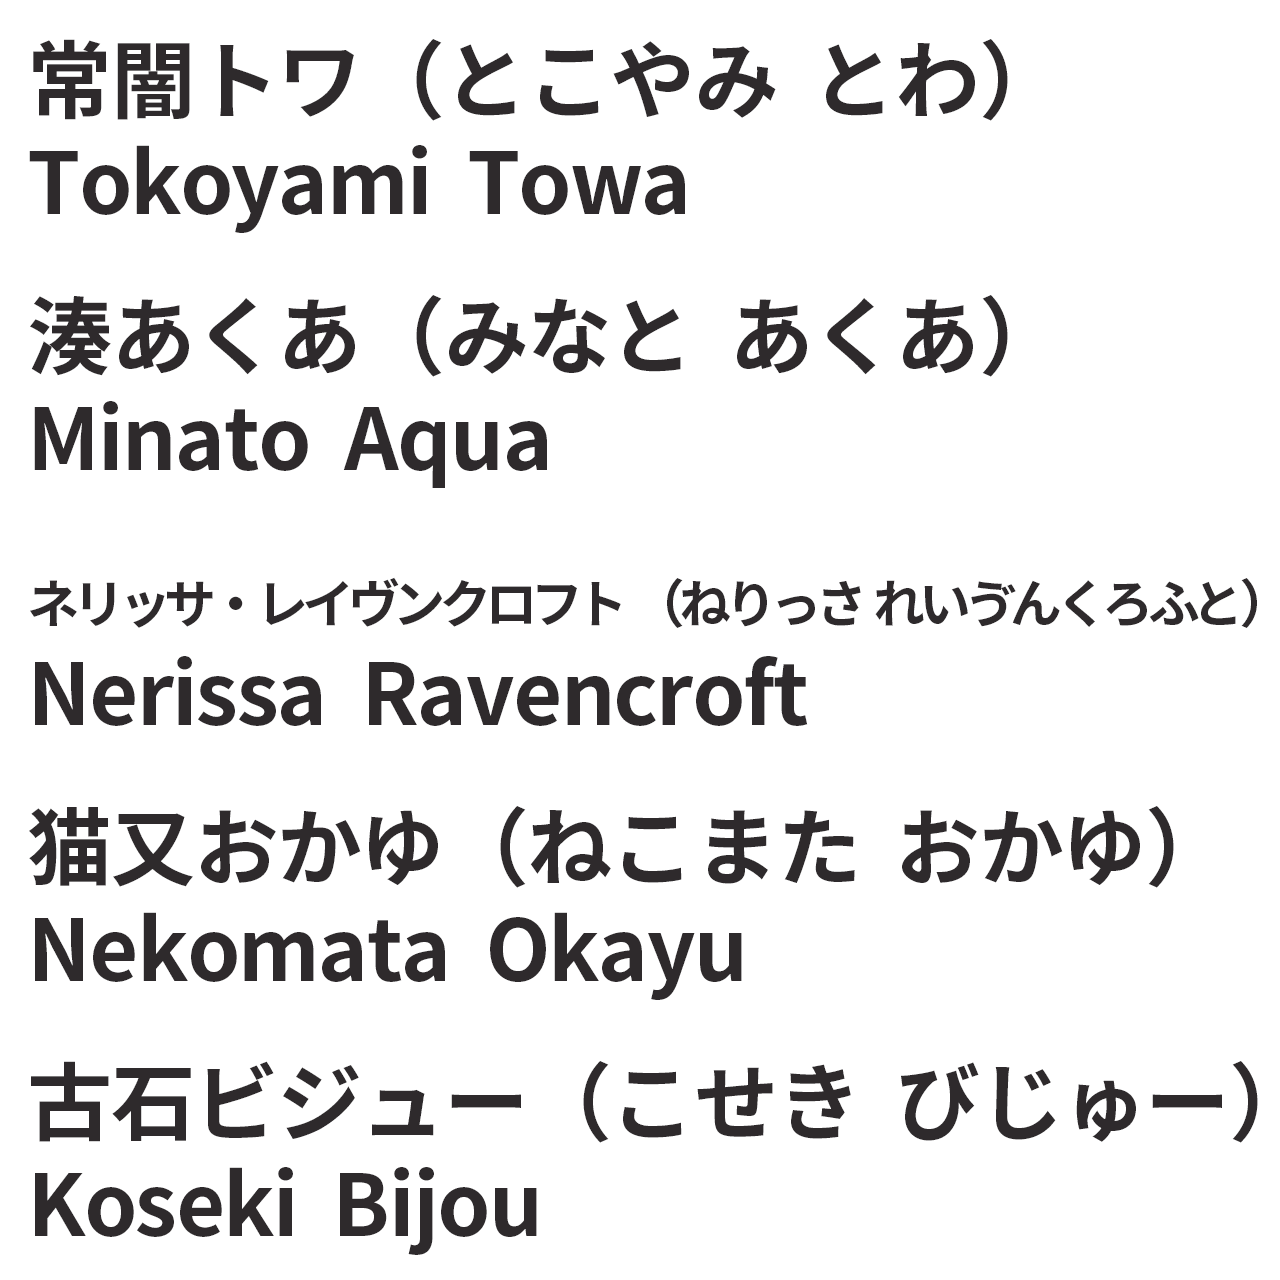 常闇トワ（とこやみ とわ）
Tokoyami Towa
湊あくあ（みなと あくあ）
Minato Aqua
ネリッサ・レイヴンクロフト（ねりっさ れいゔんくろふと）
Nerissa Ravencroft
猫又おかゆ（ねこまた おかゆ）
Nekomata Okayu
古石ビジュー（こせき びじゅー）
Koseki Bijou